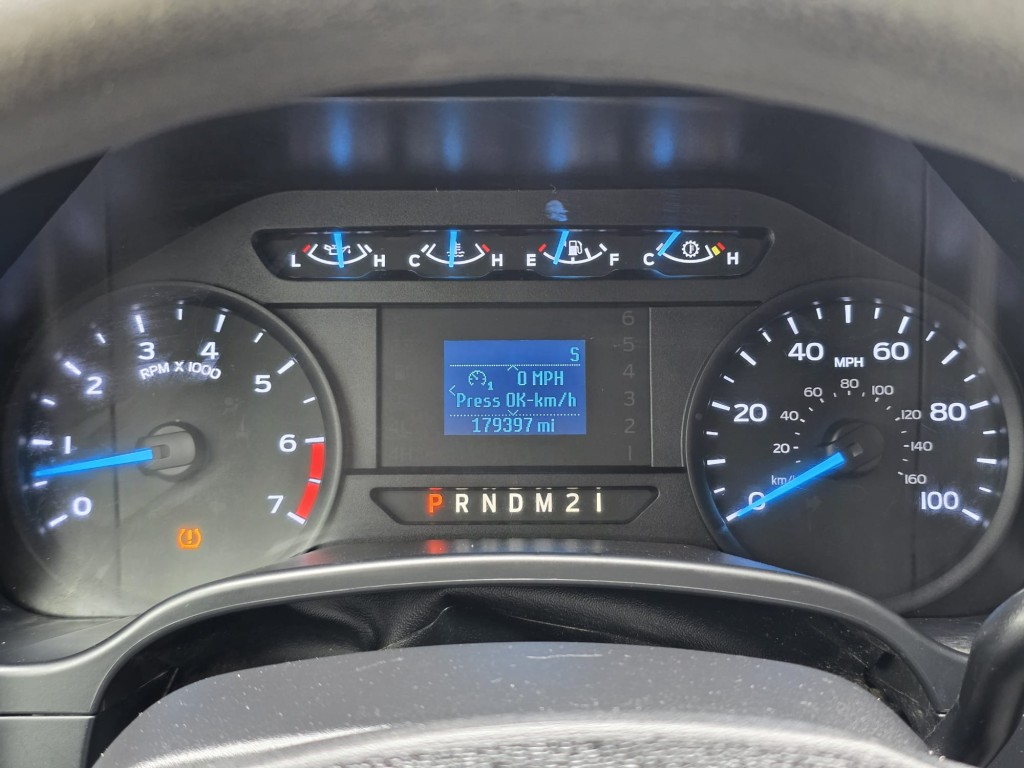 L H C H E F C H
0 1 2 3 4 5 6 7
RPM X 1000
6
5
4
3
2
1
S
1 0 MPH
Press OK-km/h
179397 mi
P R N D M 2 1
0 20 40 60 80 100
MPH
20 40 60 80 100 120 140 160